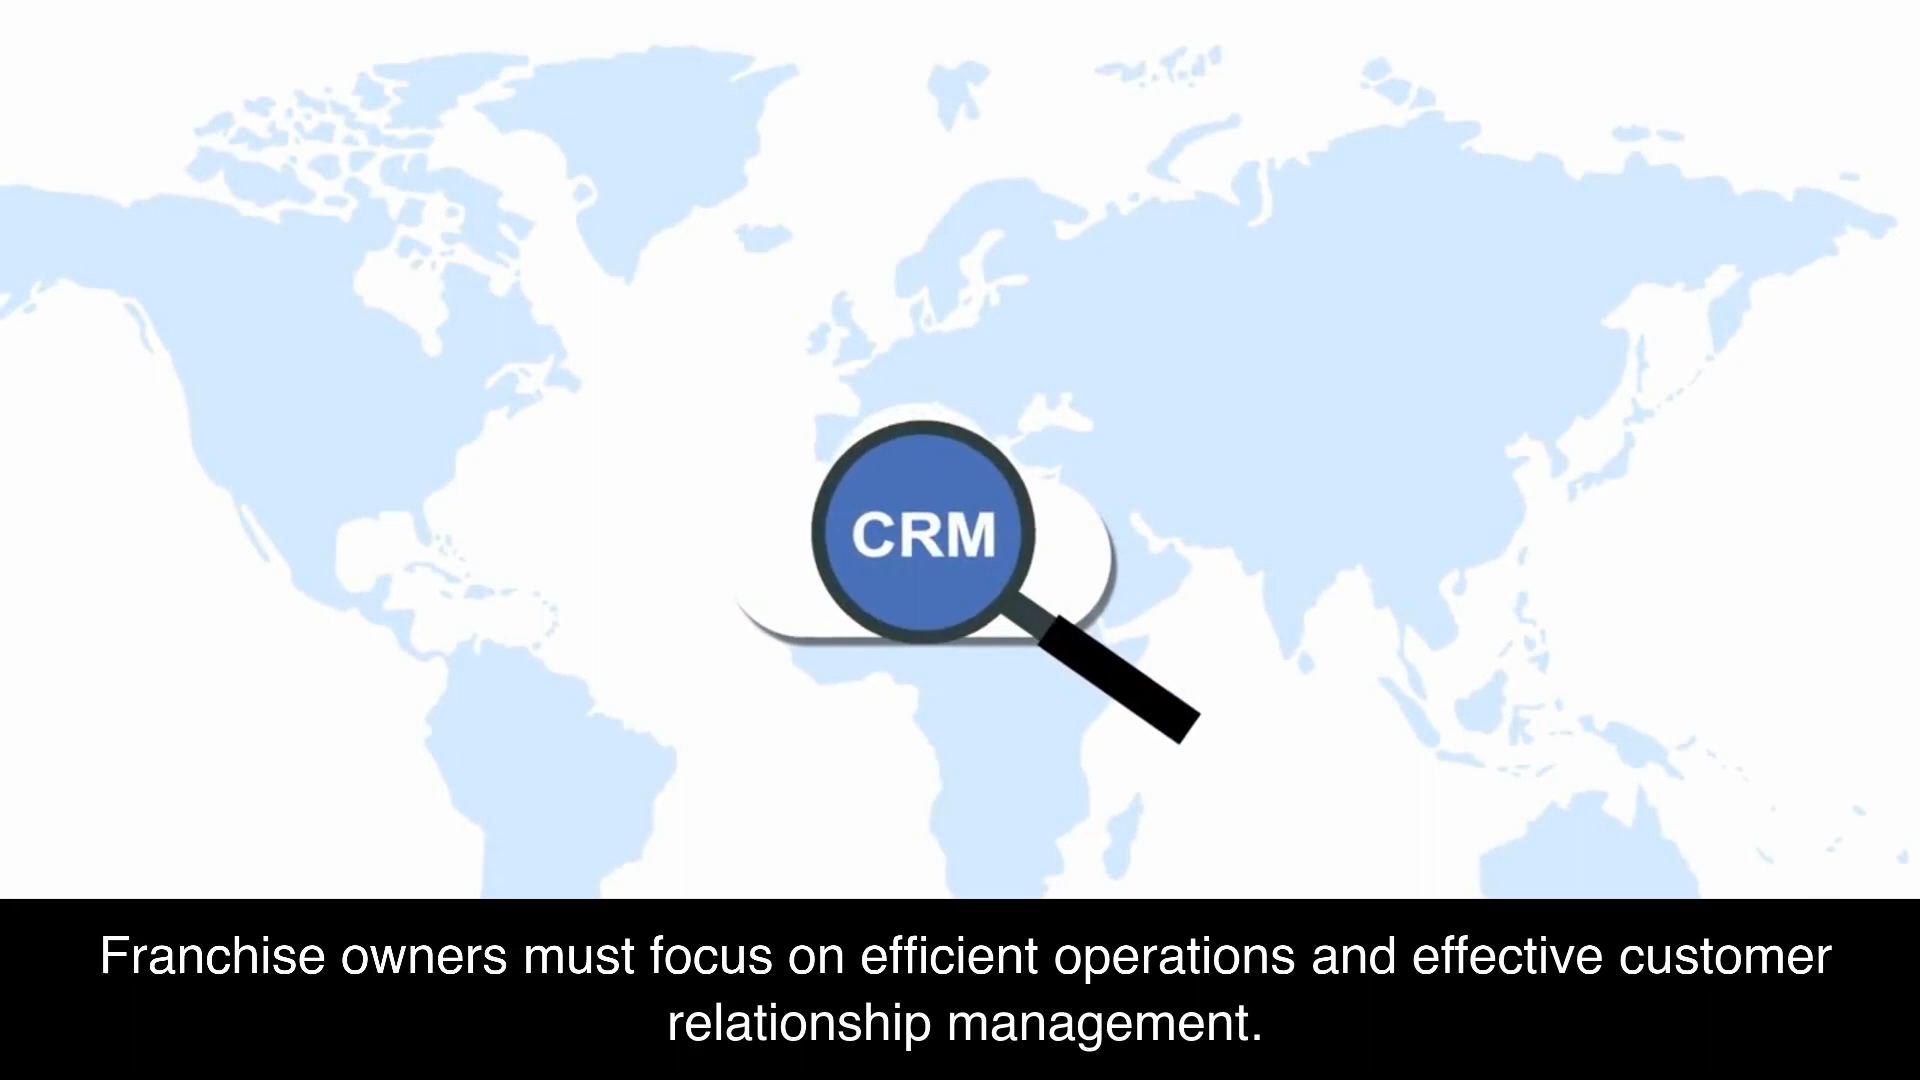 CRM
Franchise owners must focus on efficient operations and effective customer
relationship management.